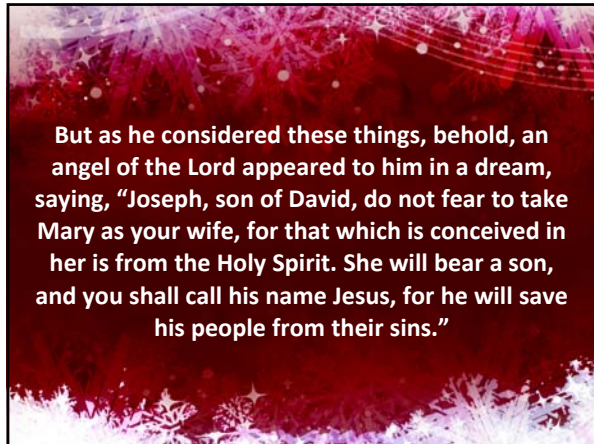 But as he considered these things, behold, an
angel of the Lord appeared to him in a dream,
saying, “Joseph, son of David, do not fear to take
Mary as your wife, for that which is conceived in
her is from the Holy Spirit. She will bear a son,
and you shall call his name Jesus, for he will save
his people from their sins.”